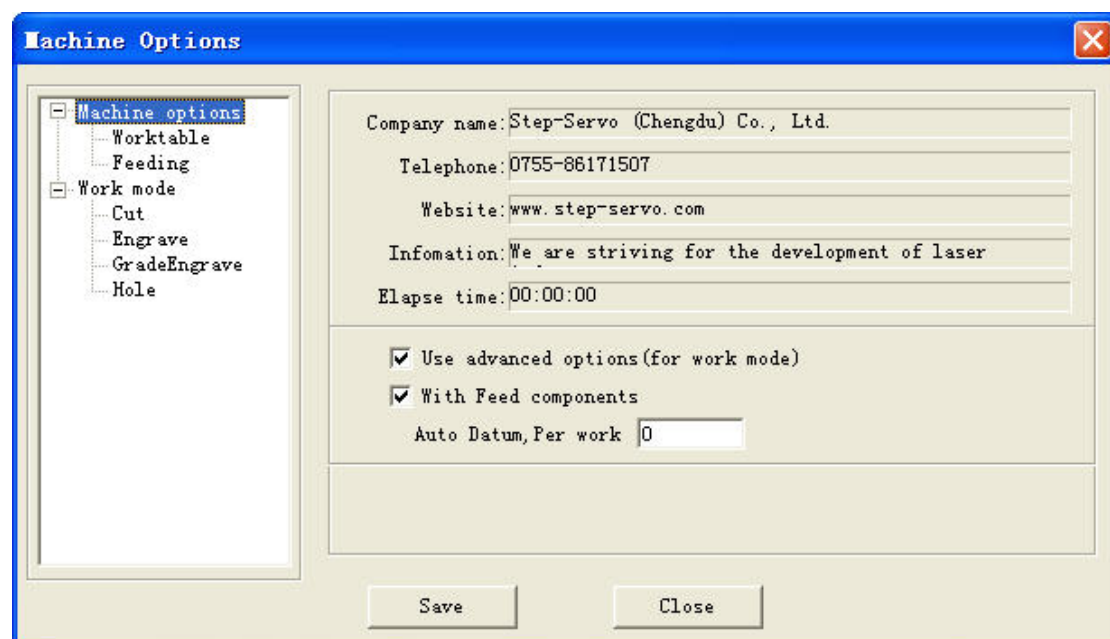 Machine Options
Machine options
Worktable
Feeding
Work mode
Cut
Engrave
GradeEngrave
Hole
Company name: Step-Servo (Chengdu) Co., Ltd.
Telephone: 0755-86171507
Website: www.step-servo.com
Infomation: We are striving for the development of laser
Elapse time: 00:00:00
Use advanced options(for work mode)
With Feed components
Auto Datum,Per work 0
Save Close